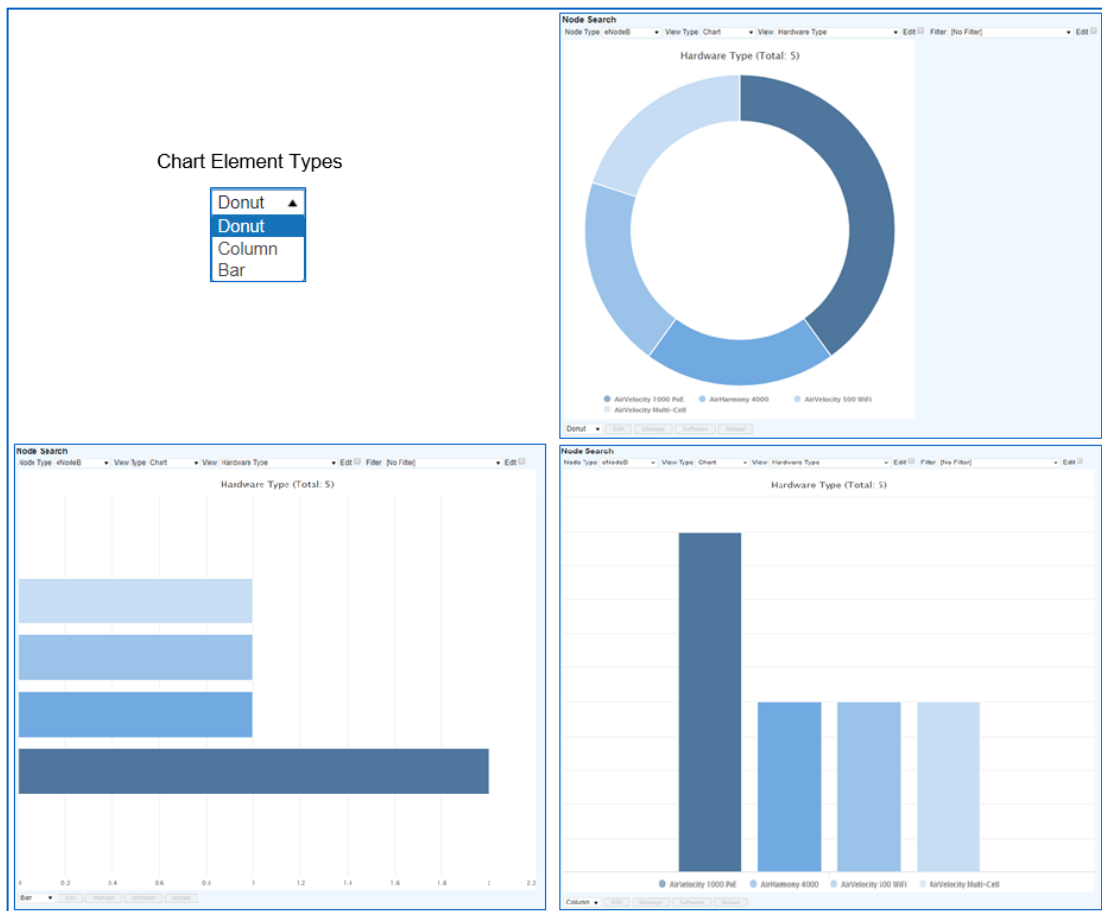 Chart Element Types
Donut
Donut
Column
Bar
Node Search
Node Type eNodeB View Type Chart View Hardware Type Edit Filter [No Filter] Edit
Hardware Type (Total: 5)
AirVelocity 1000 PoE AirHarmony 4000 AirVelocity 500 WiFi
AirVelocity Multi-Cell
Donut Edit Manage Software Reload
Node Search
Node Type eNodeB View Type Chart View Hardware Type Edit Filter [No Filter] Edit
Hardware Type (Total: 5)
0 0.2 0.4 0.6 0.8 1 1.2 1.4 1.6 1.8 2 2.2
Bar Edit Manage Software Reload
Node Search
Node Type eNodeB View Type Chart View Hardware Type Edit Filter [No Filter] Edit
Hardware Type (Total: 5)
AirVelocity 1000 PoE AirHarmony 4000 AirVelocity 500 WiFi AirVelocity Multi-Cell
Column Edit Manage Software Reload